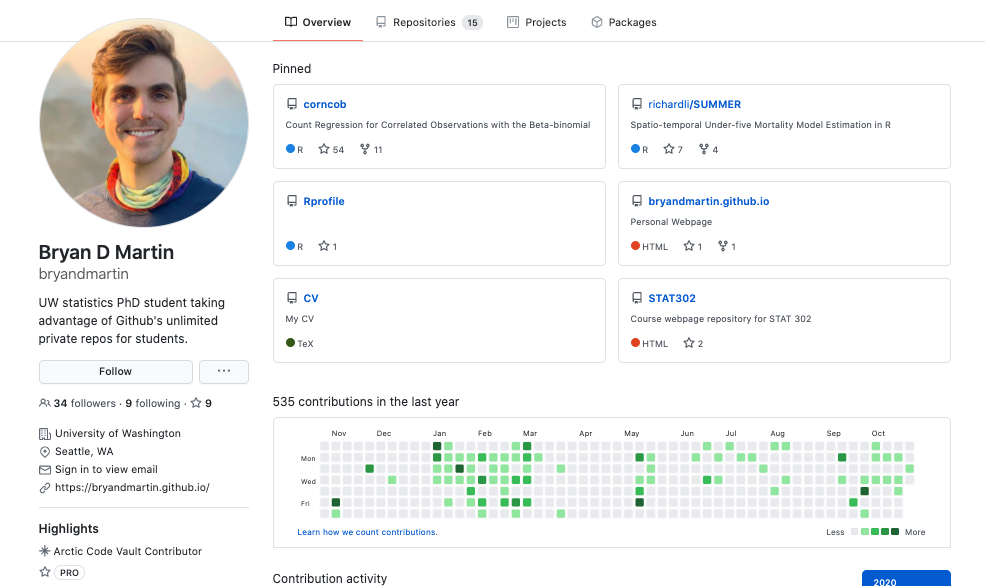 Overview Repositories 15 Projects Packages
Bryan D Martin
bryandmartin
UW statistics PhD student taking
advantage of Github's unlimited
private repos for students.
Follow ...
34 followers · 9 following · 9
University of Washington
Seattle, WA
Sign in to view email
https://bryandmartin.github.io/
Highlights
Arctic Code Vault Contributor
PRO
Pinned
corncob
Count Regression for Correlated Observations with the Beta-binomial
R 54 11
richardli/SUMMER
Spatio-temporal Under-five Mortality Model Estimation in R
R 7 4
Rprofile
R 1
bryandmartin.github.io
Personal Webpage
HTML 1 1
CV
My CV
TeX
STAT302
Course webpage repository for STAT 302
HTML 2
535 contributions in the last year
Nov Dec Jan Feb Mar Apr May Jun Jul Aug Sep Oct
Mon
Wed
Fri
Learn how we count contributions. Less More
Contribution activity 2020